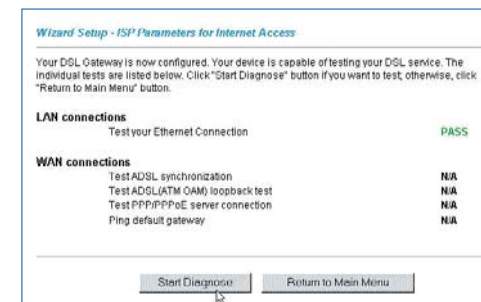 Wizard Setup - ISP Parameters for Internet Access
Your DSL Gateway is now configured. Your device is capable of testing your DSL service. The
individual tests are listed below. Click "Start Diagnose" button if you want to test; otherwise, click
"Return to Main Menu" button.
LAN connections
Test your Ethernet Connection PASS
WAN connections
Test ADSL synchronization N/A
Test ADSL(ATM OAM) loopback test N/A
Test PPP/PPPoE server connection N/A
Ping default gateway N/A
Start Diagnose Return to Main Menu